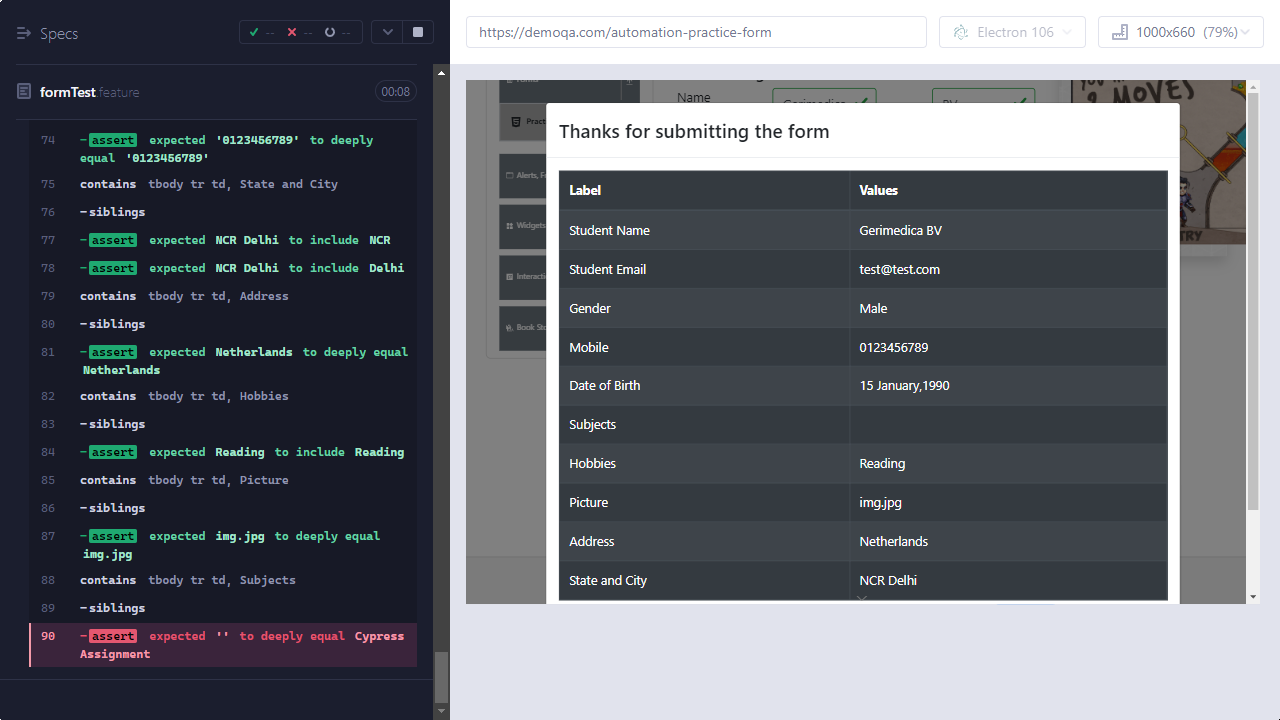 Specs
-- -- --
https://demoqa.com/automation-practice-form
Electron 106
1000x660 (79%)
formTest.feature
00:08
74 -assert expected '0123456789' to deeply
equal '0123456789'
75 contains tbody tr td, State and City
76 -siblings
77 -assert expected NCR Delhi to include NCR
78 -assert expected NCR Delhi to include Delhi
79 contains tbody tr td, Address
80 -siblings
81 -assert expected Netherlands to deeply equal
Netherlands
82 contains tbody tr td, Hobbies
83 -siblings
84 -assert expected Reading to include Reading
85 contains tbody tr td, Picture
86 -siblings
87 -assert expected img.jpg to deeply equal
img.jpg
88 contains tbody tr td, Subjects
89 -siblings
90 -assert expected '' to deeply equal Cypress
Assignment
Name
Pract
Alerts, F
Widgets
Interactio
Book Sto
MOVES
TRY
Thanks for submitting the form
Label Values
Student Name Gerimedica BV
Student Email test@test.com
Gender Male
Mobile 0123456789
Date of Birth 15 January,1990
Subjects
Hobbies Reading
Picture img.jpg
Address Netherlands
State and City NCR Delhi